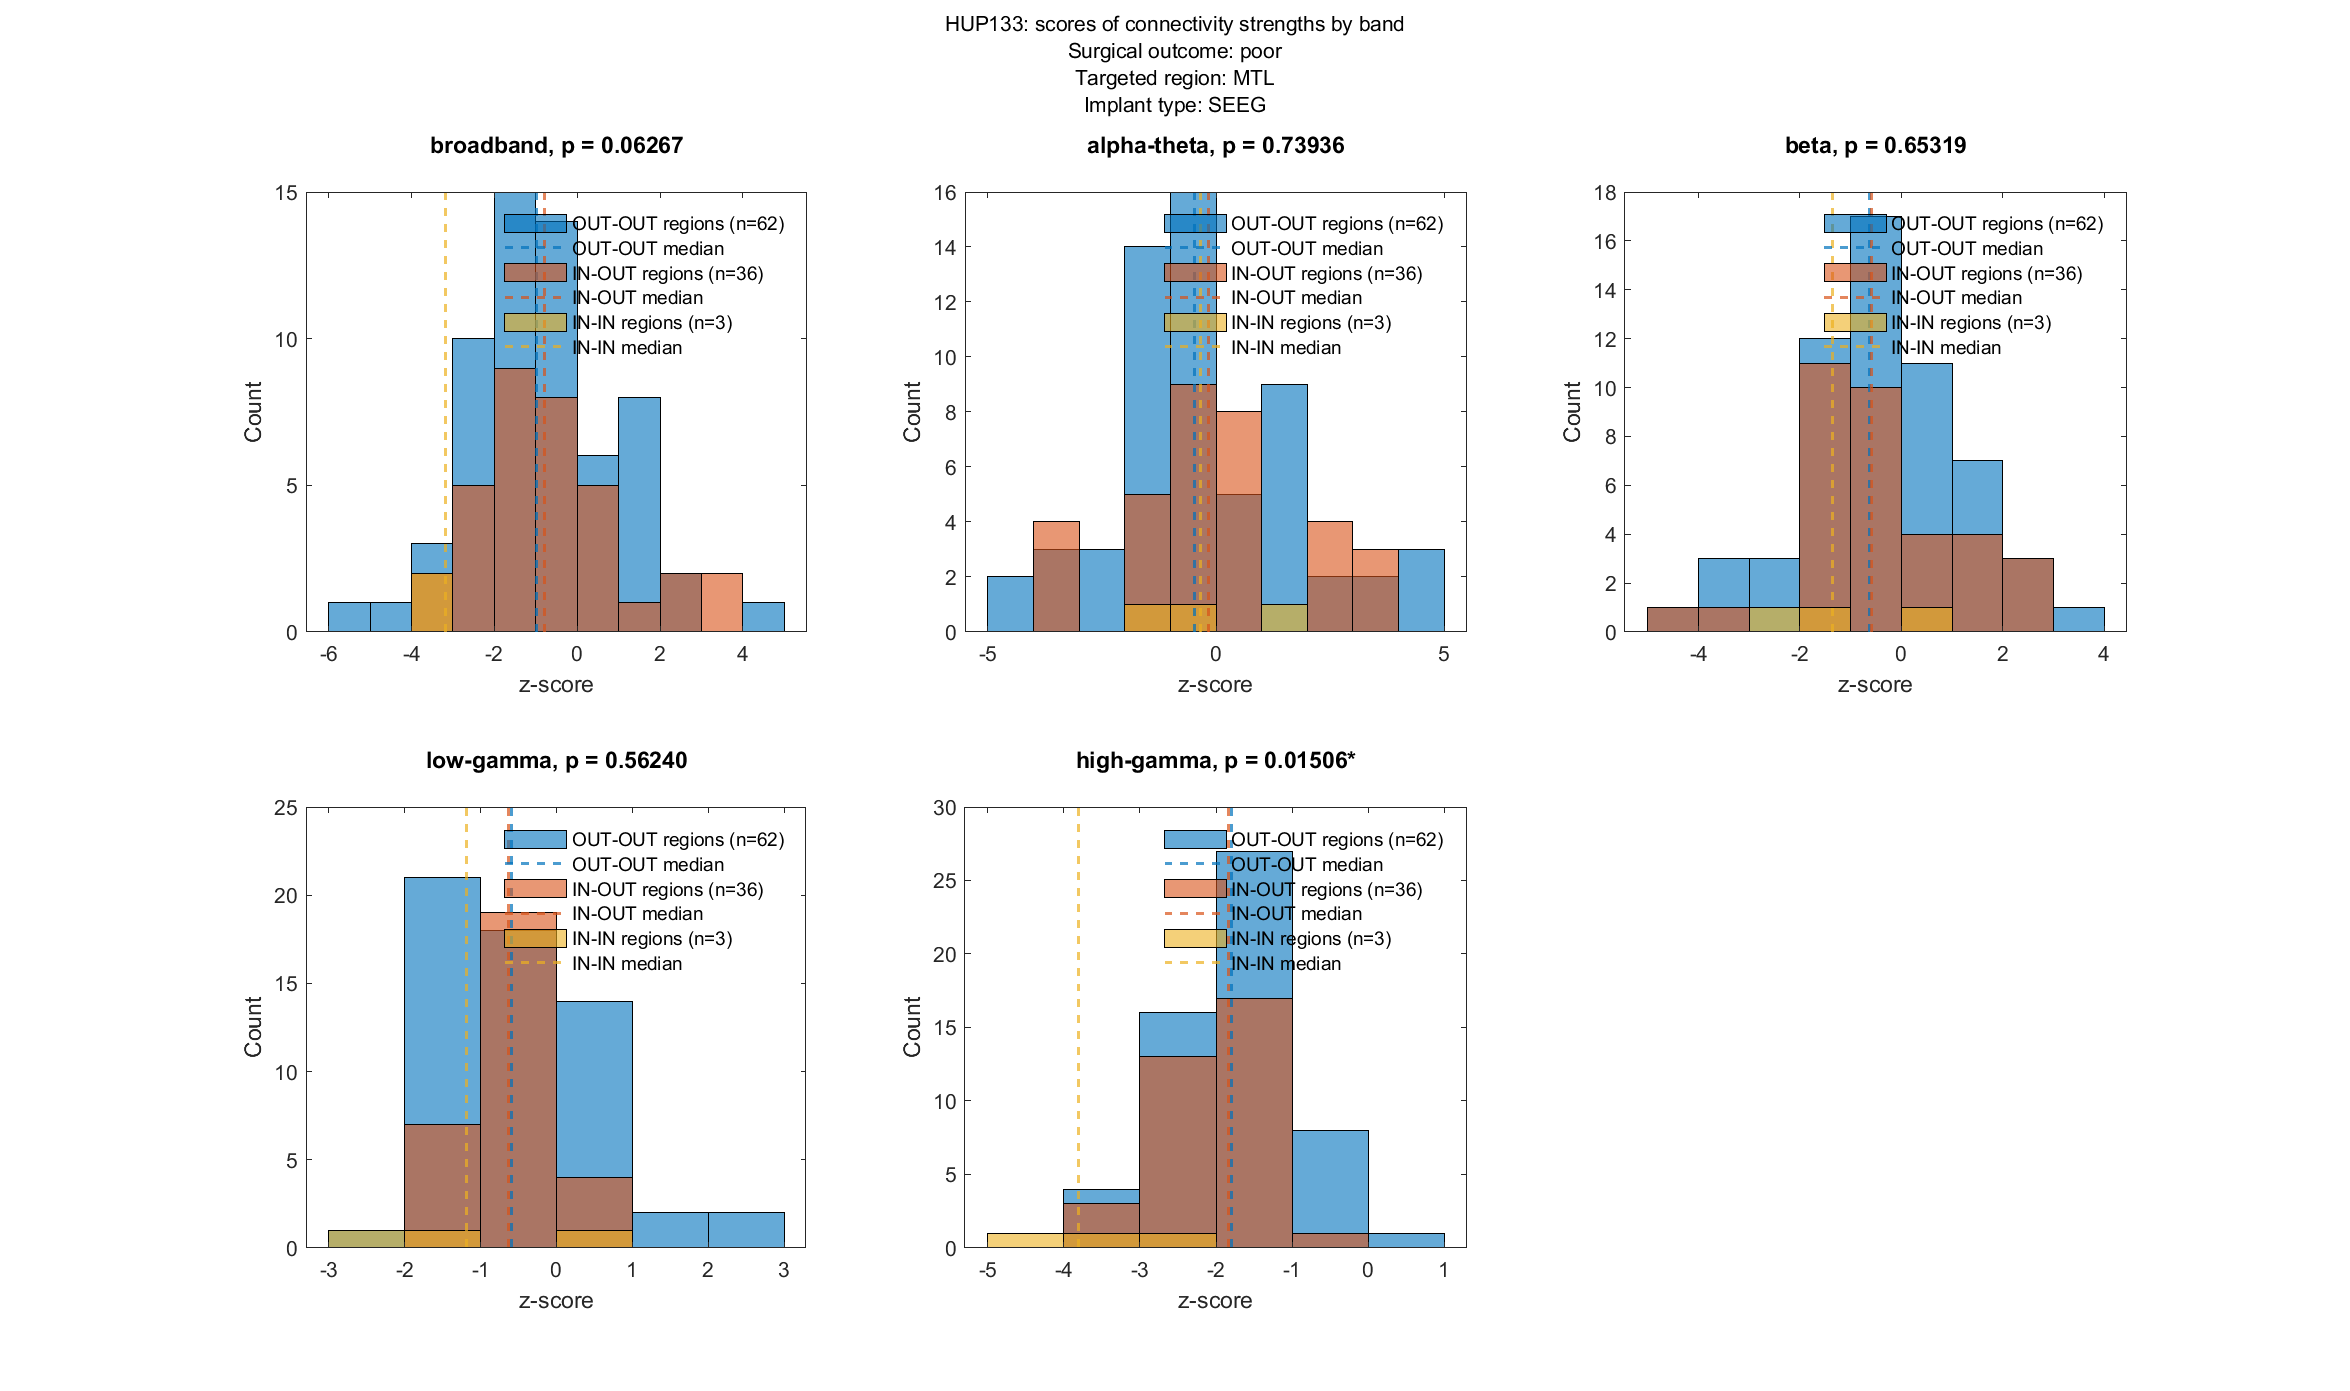 HUP133: scores of connectivity strengths by band
Surgical outcome: poor
Targeted region: MTL
Implant type: SEEG
broadband, p = 0.06267
15
10
5
0
Count
-6 -4 -2 0 2 4
z-score
OUT-OUT regions (n=62)
OUT-OUT median
IN-OUT regions (n=36)
IN-OUT median
IN-IN regions (n=3)
IN-IN median
alpha-theta, p = 0.73936
16
14
12
10
8
6
4
2
0
Count
-5 0 5
z-score
OUT-OUT regions (n=62)
OUT-OUT median
IN-OUT regions (n=36)
IN-OUT median
IN-IN regions (n=3)
IN-IN median
beta, p = 0.65319
18
16
14
12
10
8
6
4
2
0
Count
-4 -2 0 2 4
z-score
OUT-OUT regions (n=62)
OUT-OUT median
IN-OUT regions (n=36)
IN-OUT median
IN-IN regions (n=3)
IN-IN median
low-gamma, p = 0.56240
25
20
15
10
5
0
Count
-3 -2 -1 0 1 2 3
z-score
OUT-OUT regions (n=62)
OUT-OUT median
IN-OUT regions (n=36)
IN-OUT median
IN-IN regions (n=3)
IN-IN median
high-gamma, p = 0.01506*
30
25
20
15
10
5
0
Count
-5 -4 -3 -2 -1 0 1
z-score
OUT-OUT regions (n=62)
OUT-OUT median
IN-OUT regions (n=36)
IN-OUT median
IN-IN regions (n=3)
IN-IN median